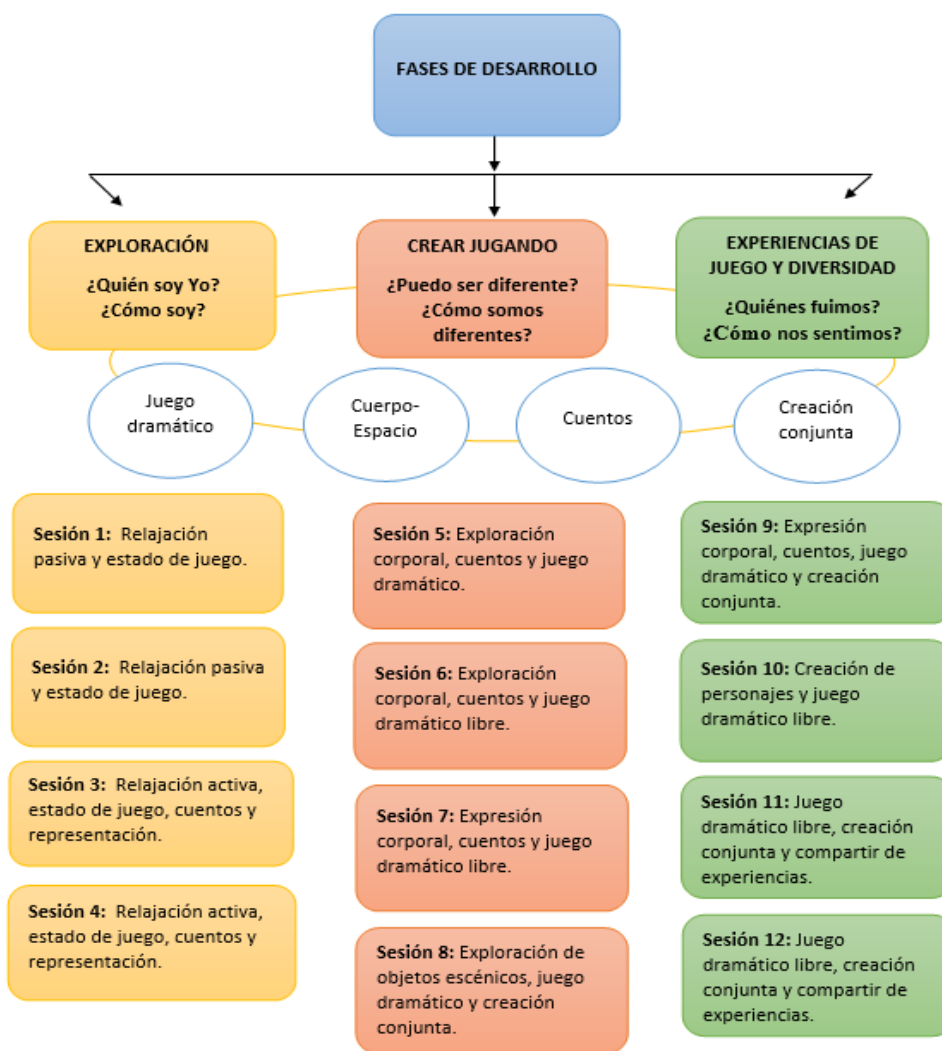 FASES DE DESARROLLO
EXPLORACIÓN
¿Quién soy Yo?
¿Cómo soy?
CREAR JUGANDO
¿Puedo ser diferente?
¿Cómo somos
diferentes?
EXPERIENCIAS DE
JUEGO Y DIVERSIDAD
¿Quiénes fuimos?
¿Cómo nos sentimos?
Juego
dramático
Cuerpo-
Espacio
Cuentos
Creación
conjunta
Sesión 1: Relajación
pasiva y estado de juego.
Sesión 2: Relajación pasiva
y estado de juego.
Sesión 3: Relajación activa,
estado de juego, cuentos y
representación.
Sesión 4: Relajación activa,
estado de juego, cuentos y
representación.
Sesión 5: Exploración
corporal, cuentos y juego
dramático.
Sesión 6: Exploración
corporal, cuentos y juego
dramático libre.
Sesión 7: Expresión
corporal, cuentos y juego
dramático libre.
Sesión 8: Exploración de
objetos escénicos, juego
dramático y creación
conjunta.
Sesión 9: Expresión
corporal, cuentos, juego
dramático y creación
conjunta.
Sesión 10: Creación de
personajes y juego
dramático libre.
Sesión 11: Juego
dramático libre, creación
conjunta y compartir de
experiencias.
Sesión 12: Juego
dramático libre, creación
conjunta y compartir de
experiencias.